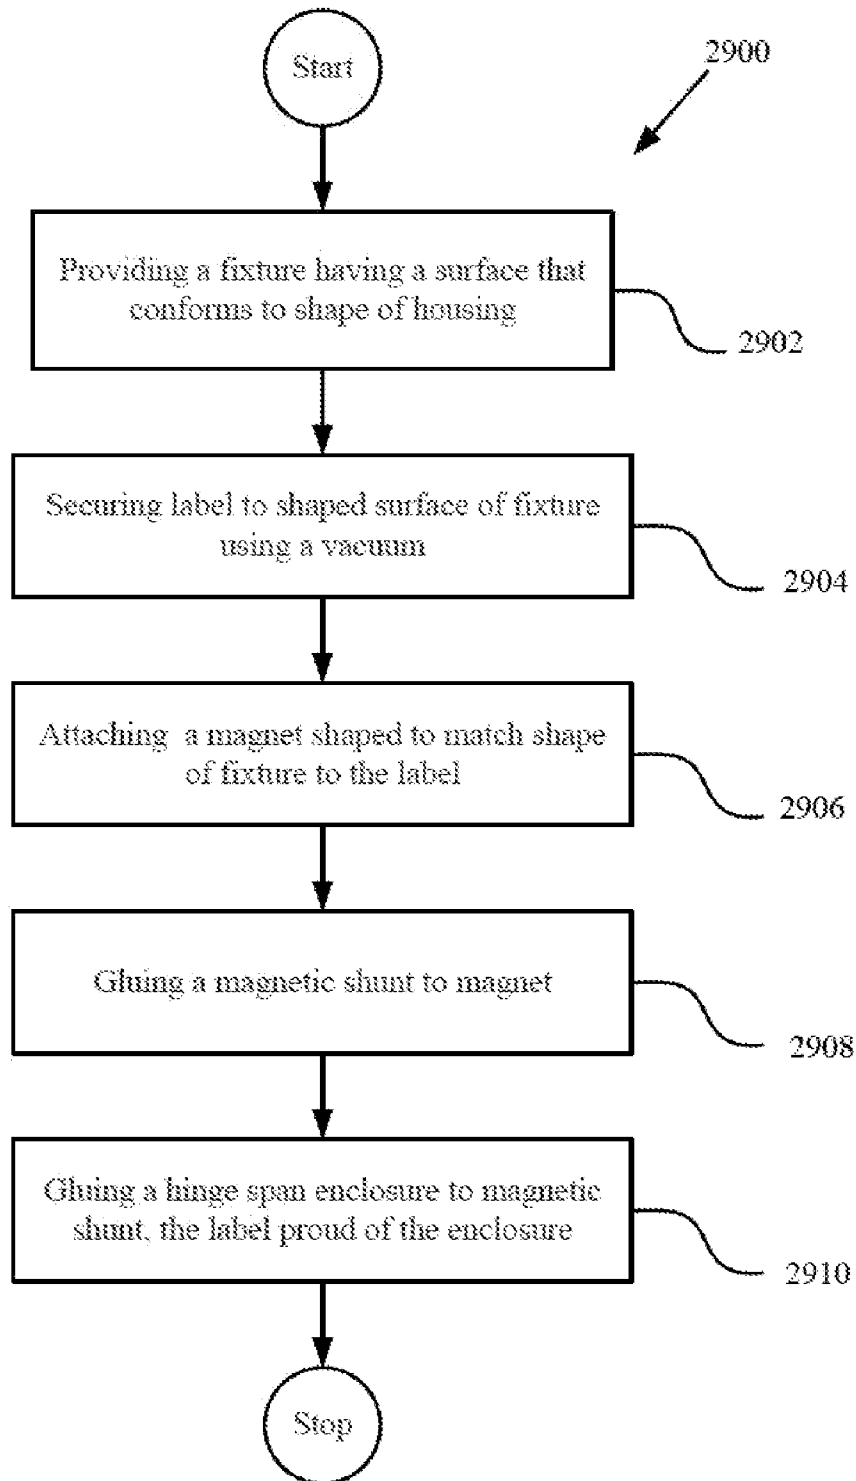 Start
2900
Providing a fixture having a surface that
conforms to shape of housing
2902
Securing label to shaped surface of fixture
using a vacuum
2904
Attaching a magnet shaped to match shape
of fixture to the label
2906
Gluing a magnetic shunt to magnet
2908
Gluing a hinge span enclosure to magnetic
shunt, the label proud of the enclosure
2910
Stop